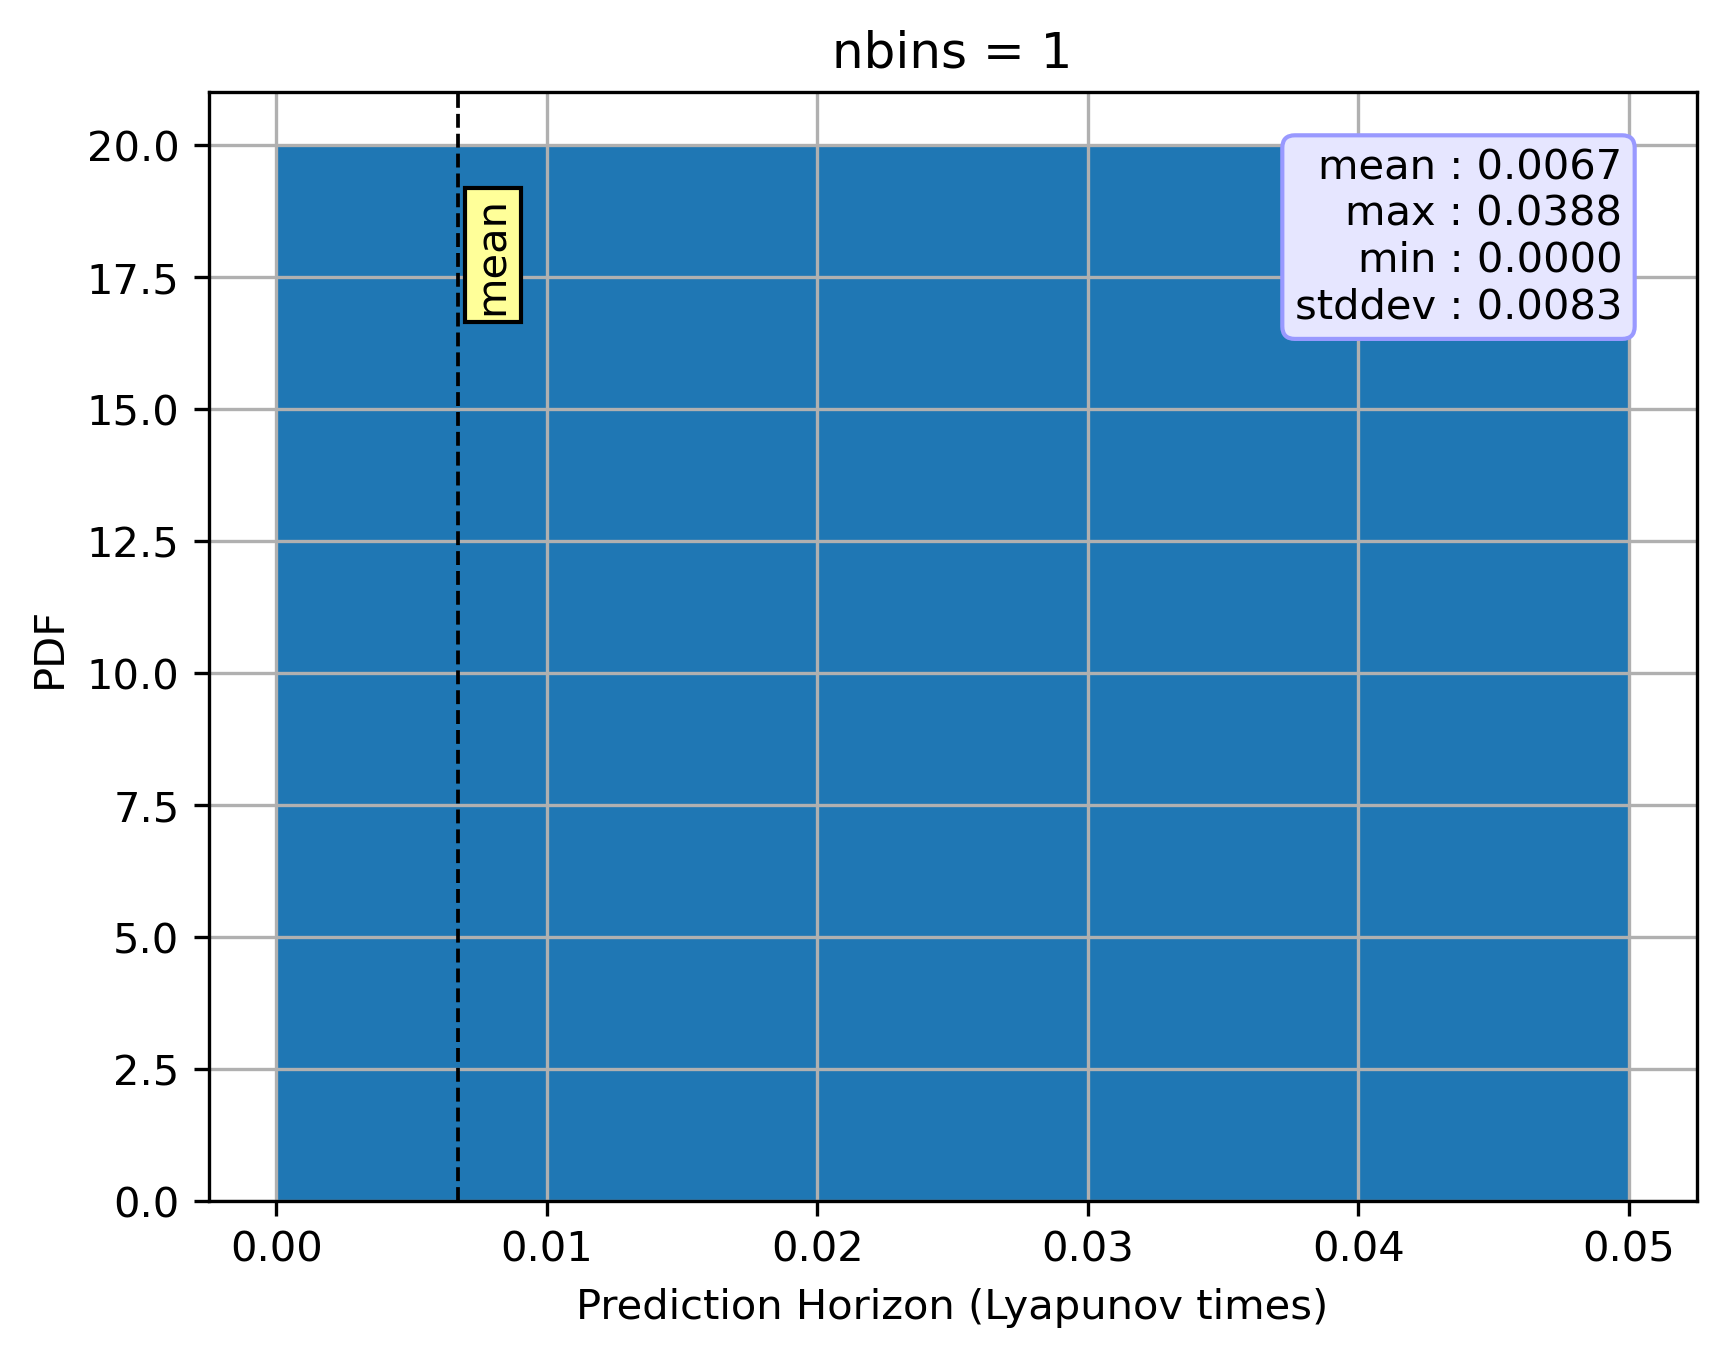 nbins = 1
20.0
17.5
15.0
12.5
10.0
7.5
5.0
2.5
0.0
PDF
mean
mean : 0.0067
max : 0.0388
min : 0.0000
stddev : 0.0083
0.00 0.01 0.02 0.03 0.04 0.05
Prediction Horizon (Lyapunov times)